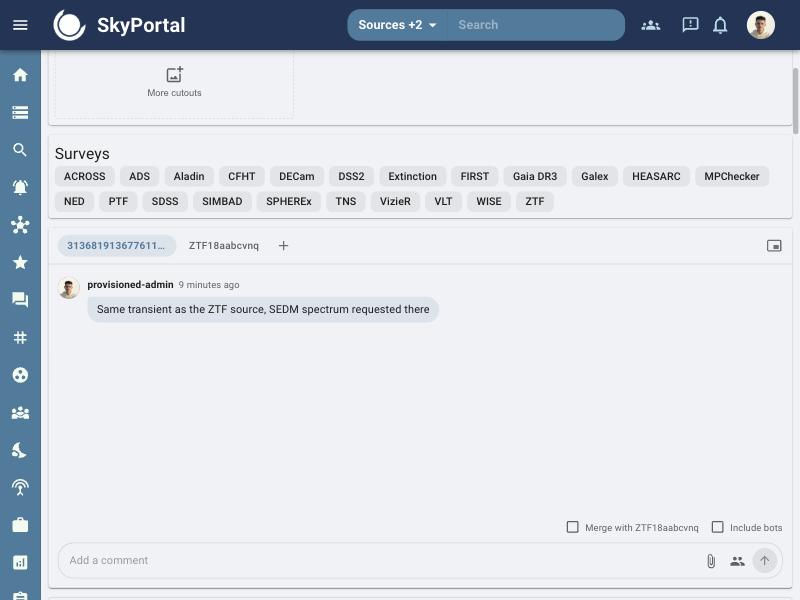 SkyPortal
Sources +2
Search
More cutouts
Surveys
ACROSS ADS Aladin CFHT DECam DSS2 Extinction FIRST Gaia DR3 Galex HEASARC MPChecker
NED PTF SDSS SIMBAD SPHEREx TNS VizieR VLT WISE ZTF
313681913677611... ZTF18aabcvnq
provisioned-admin 9 minutes ago
Same transient as the ZTF source, SEDM spectrum requested there
Merge with ZTF18aabcvnq Include bots
Add a comment